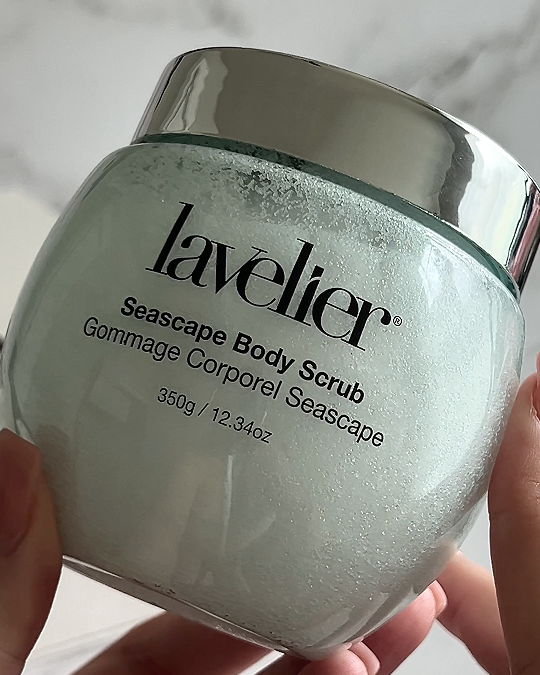 lavelier®
Seascape Body Scrub
Gommage Corporel Seascape
350g / 12.34oz